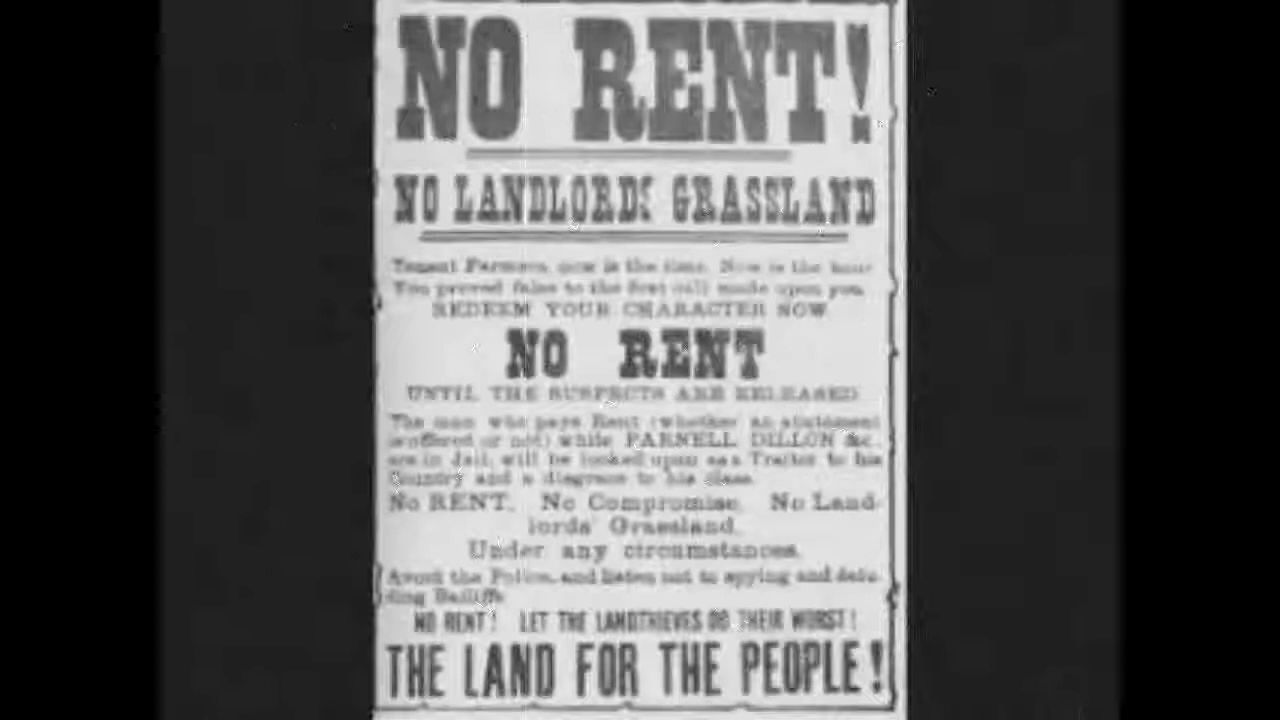 NO RENT!
NO LANDLORDS GRASSLAND
Tenant Farmers, now is the time. Now is the hour
You proved false to the first call made upon you.
REDEEM YOUR CHARACTER NOW
NO RENT
UNTIL THE SUSPECTS ARE RELEASED
The man who pays Rent (whether an abatement
is offered or not) while PARNELL, DILLON &c.,
are in Jail, will be looked upon as a Traitor to his
Country and a disgrace to his class.
No RENT, No Compromise, No Land-
lords' Grassland,
Under any circumstances.
Avoid the Police, and listen not to spying and delu-
ding Bailiffs
NO RENT! LET THE LANDTHIEVES DO THEIR WORST!
THE LAND FOR THE PEOPLE!